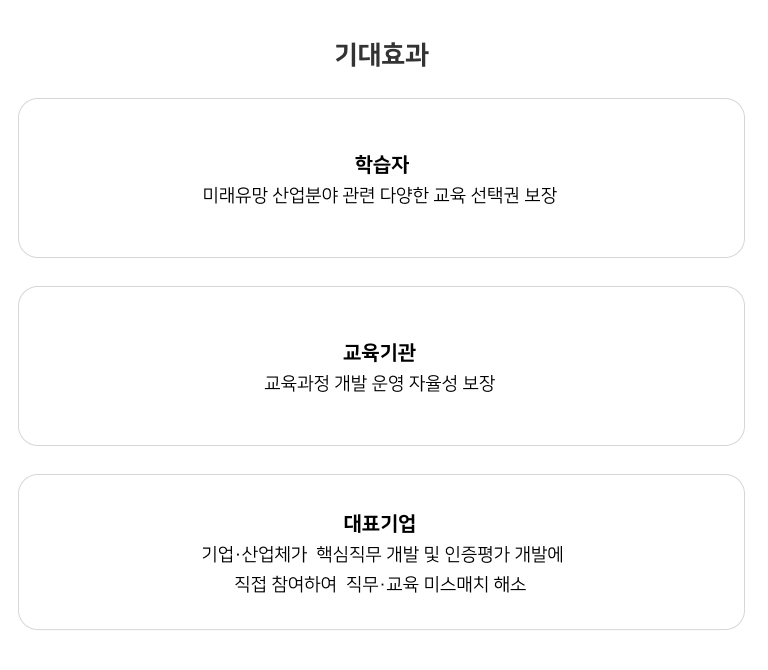 기대효과
학습자
미래유망 산업분야 관련 다양한 교육 선택권 보장
교육기관
교육과정 개발 운영 자율성 보장
대표기업
기업·산업체가 핵심직무 개발 및 인증평가 개발에
직접 참여하여 직무·교육 미스매치 해소